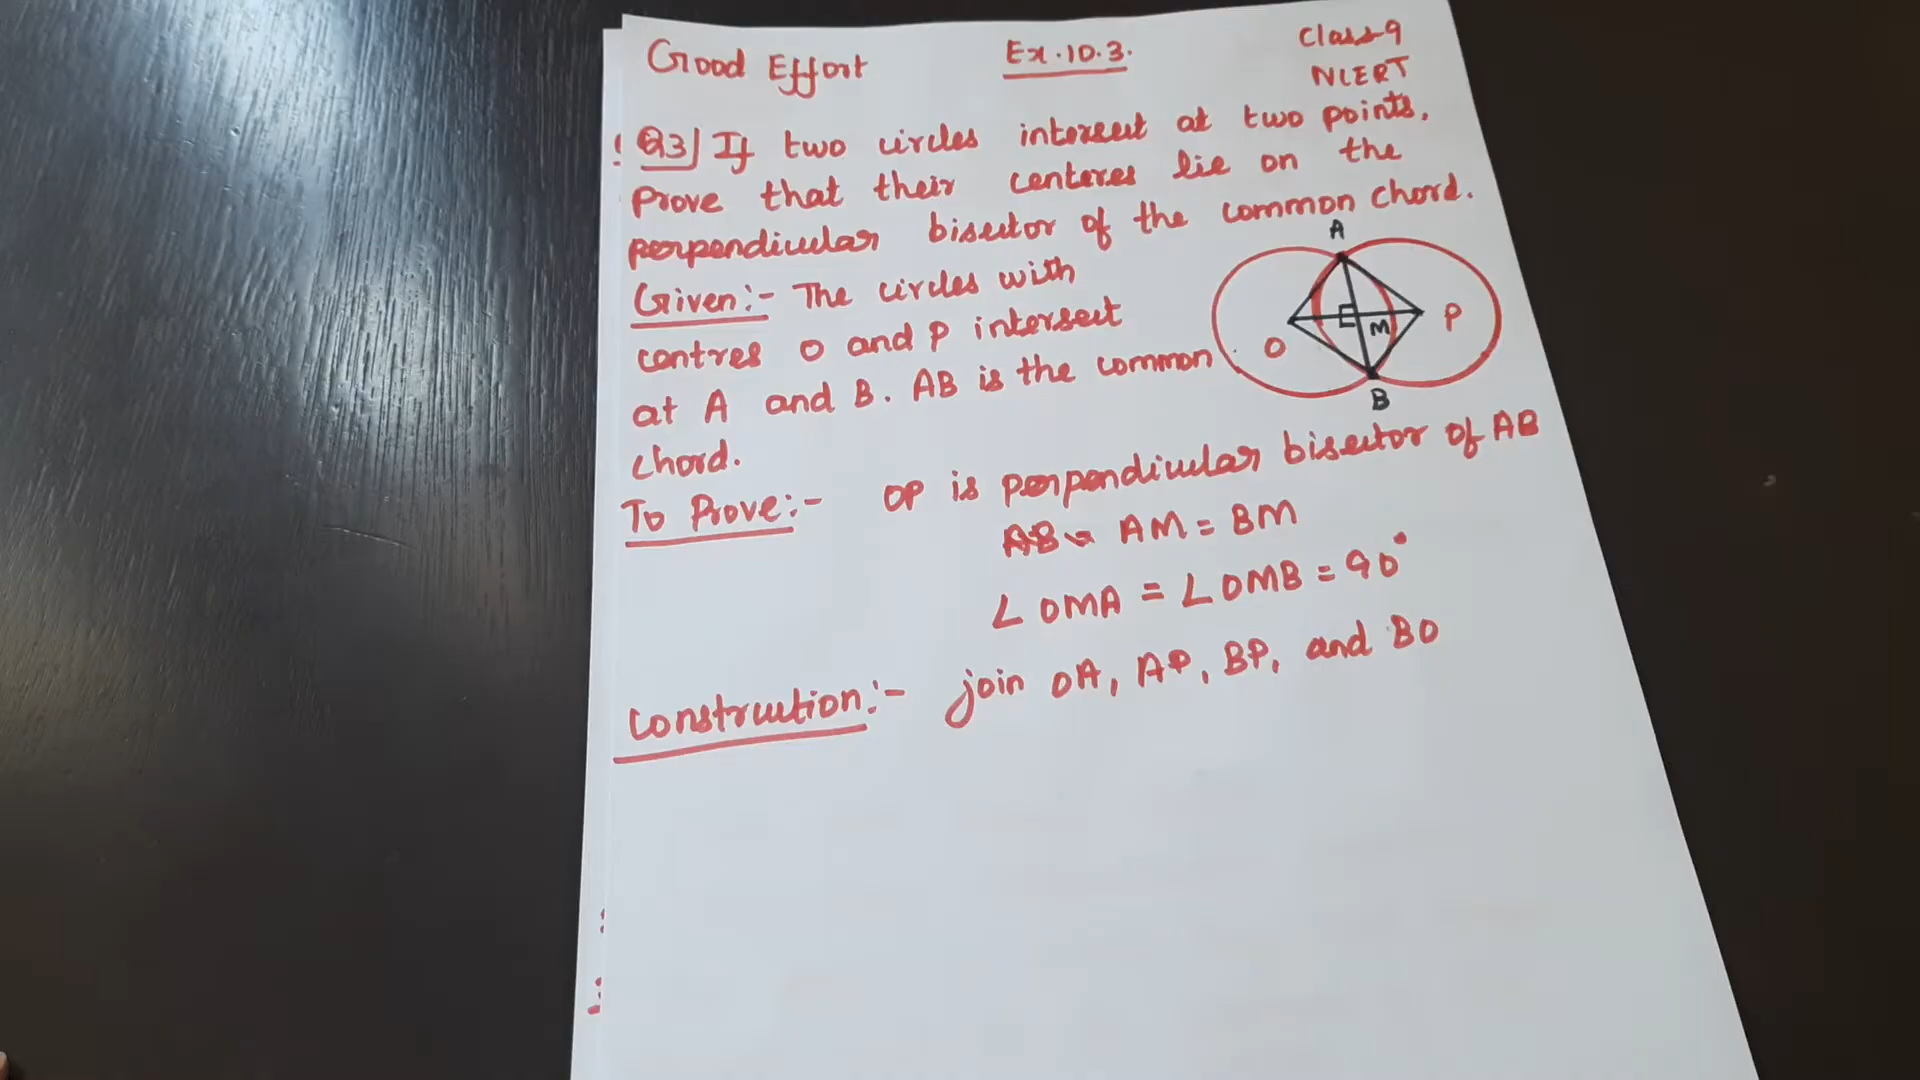 Good Effort
Ex.10.3.
Class-9
NCERT
Q3) If two circles intersect at two points,
Prove that their centeres lie on the
perpendicular bisector of the common chord.
Given:- The circles with
centres O and P intersect
at A and B. AB is the common
chord.
A
O
M
P
B
To Prove:- OP is perpendicular bisector of AB
AM = BM
∠OMA = ∠OMB = 90°
Construction:- join OA, AP, BP, and BO